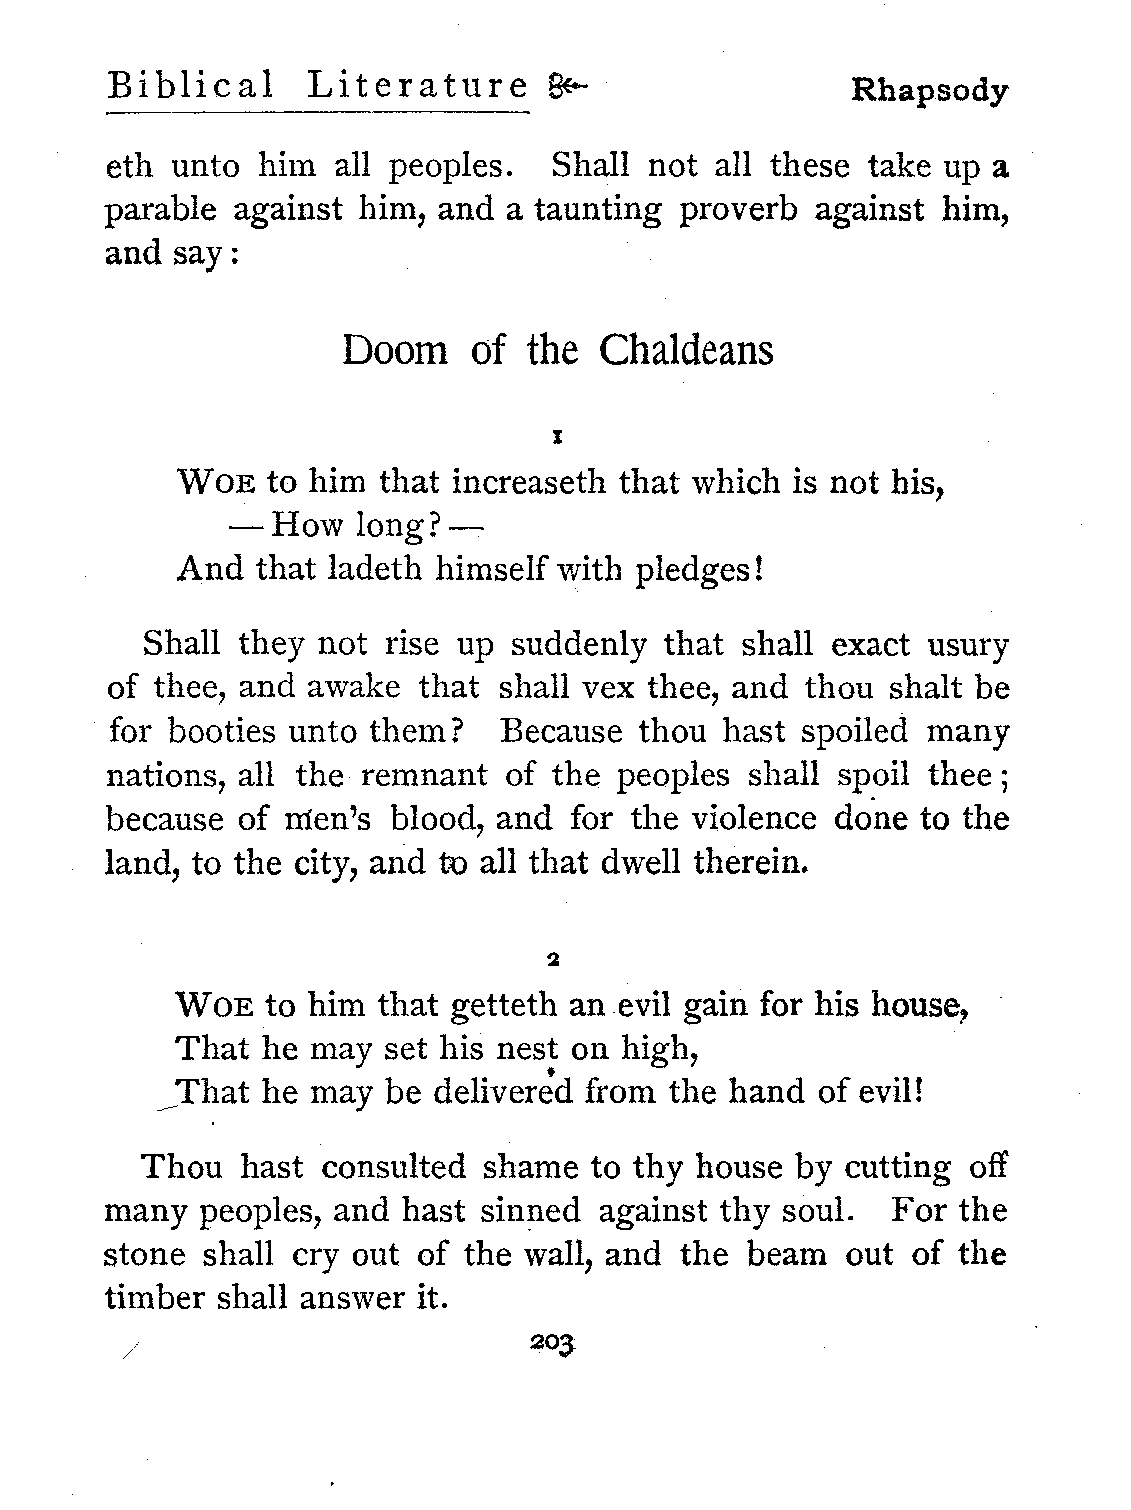 Biblical Literature Rhapsody
eth unto him all peoples. Shall not all these take up a
parable against him, and a taunting proverb against him,
and say:
Doom of the Chaldeans
1
WOE to him that increaseth that which is not his,
— How long? —
And that ladeth himself with pledges!
Shall they not rise up suddenly that shall exact usury
of thee, and awake that shall vex thee, and thou shalt be
for booties unto them? Because thou hast spoiled many
nations, all the remnant of the peoples shall spoil thee;
because of men's blood, and for the violence done to the
land, to the city, and to all that dwell therein.
2
WOE to him that getteth an evil gain for his house,
That he may set his nest on high,
That he may be delivered from the hand of evil!
Thou hast consulted shame to thy house by cutting off
many peoples, and hast sinned against thy soul. For the
stone shall cry out of the wall, and the beam out of the
timber shall answer it.
203